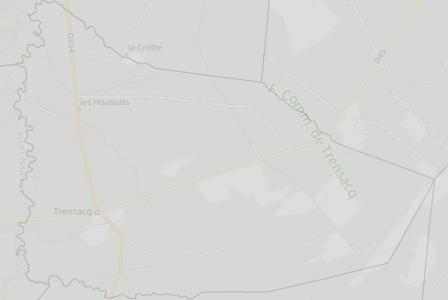 D834
la Crotte
D45
les Houssats
F. Comm. de Trensacq
Trensacq